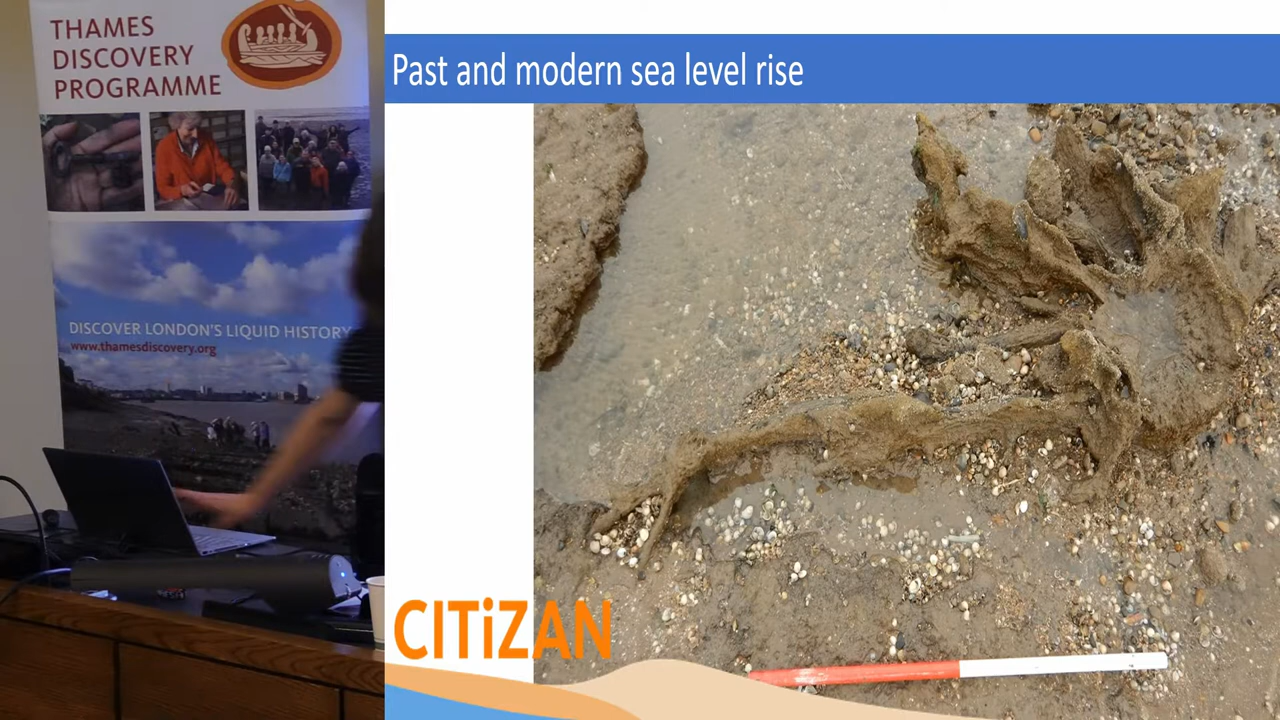 THAMES
DISCOVERY
PROGRAMME
DISCOVER LONDON'S LIQUID HISTORY
www.thamesdiscovery.org
Past and modern sea level rise
CITiZAN